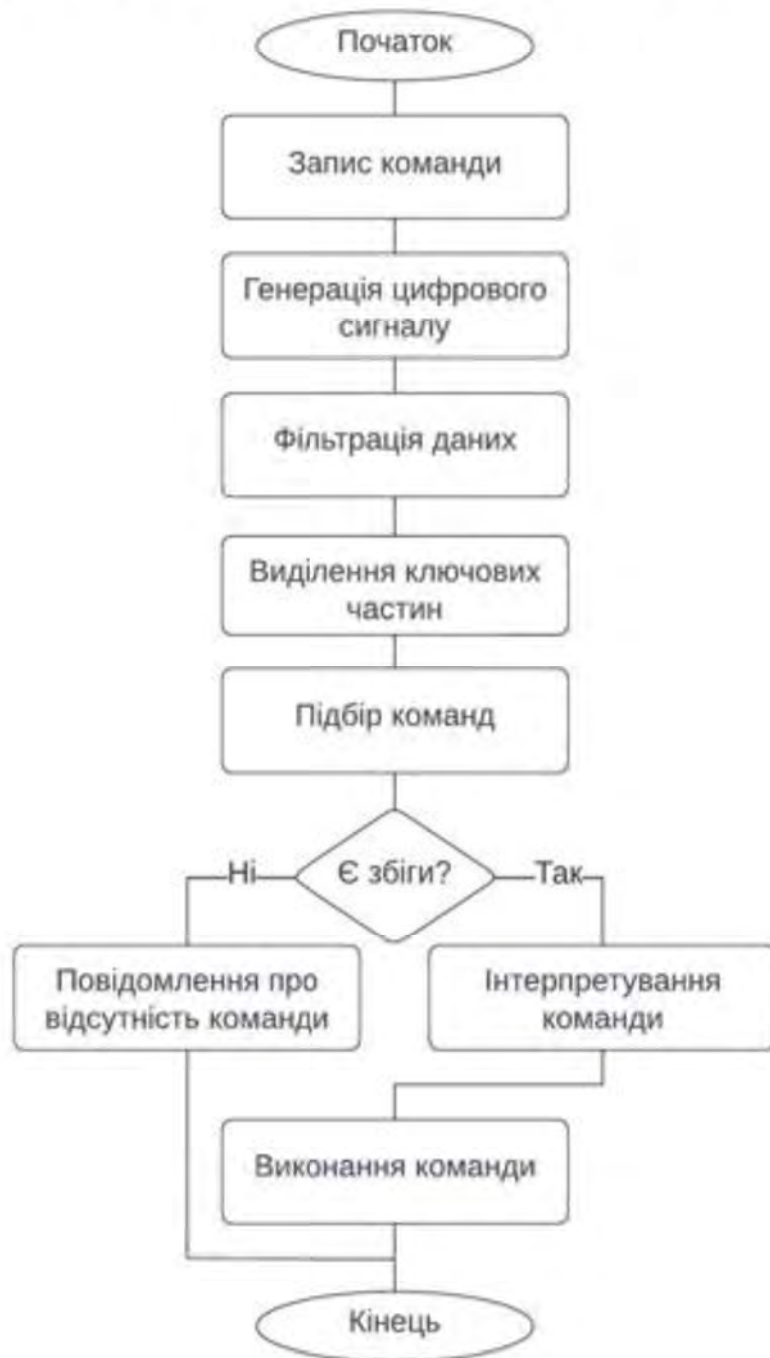 Початок
Запис команди
Генерація цифрового
сигналу
Фільтрація даних
Виділення ключових
частин
Підбір команд
Є збіги?
Ні
Так
Повідомлення про
відсутність команди
Інтерпретування
команди
Виконання команди
Кінець